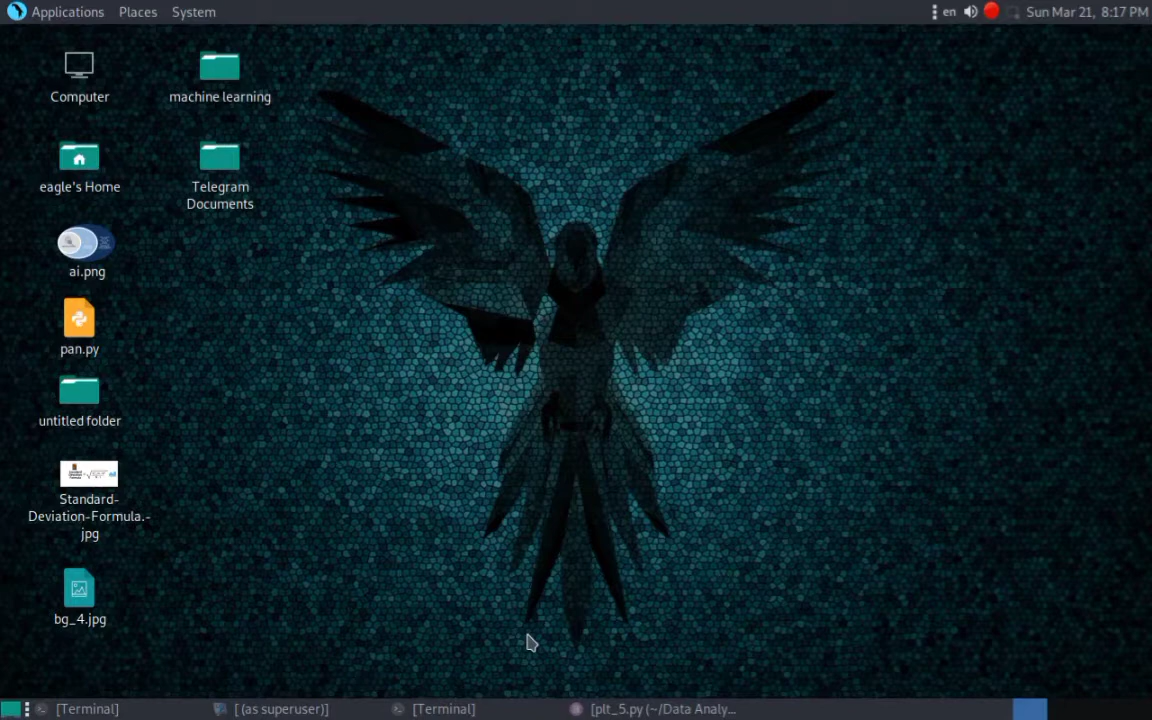 Applications Places System
en Sun Mar 21, 8:17 PM
Computer
machine learning
eagle's Home
Telegram
Documents
ai.png
pan.py
untitled folder
Standard-
Deviation-Formula.-
jpg
bg_4.jpg
[Terminal] [ (as superuser)] [Terminal] [plt_5.py (~/Data Analy...